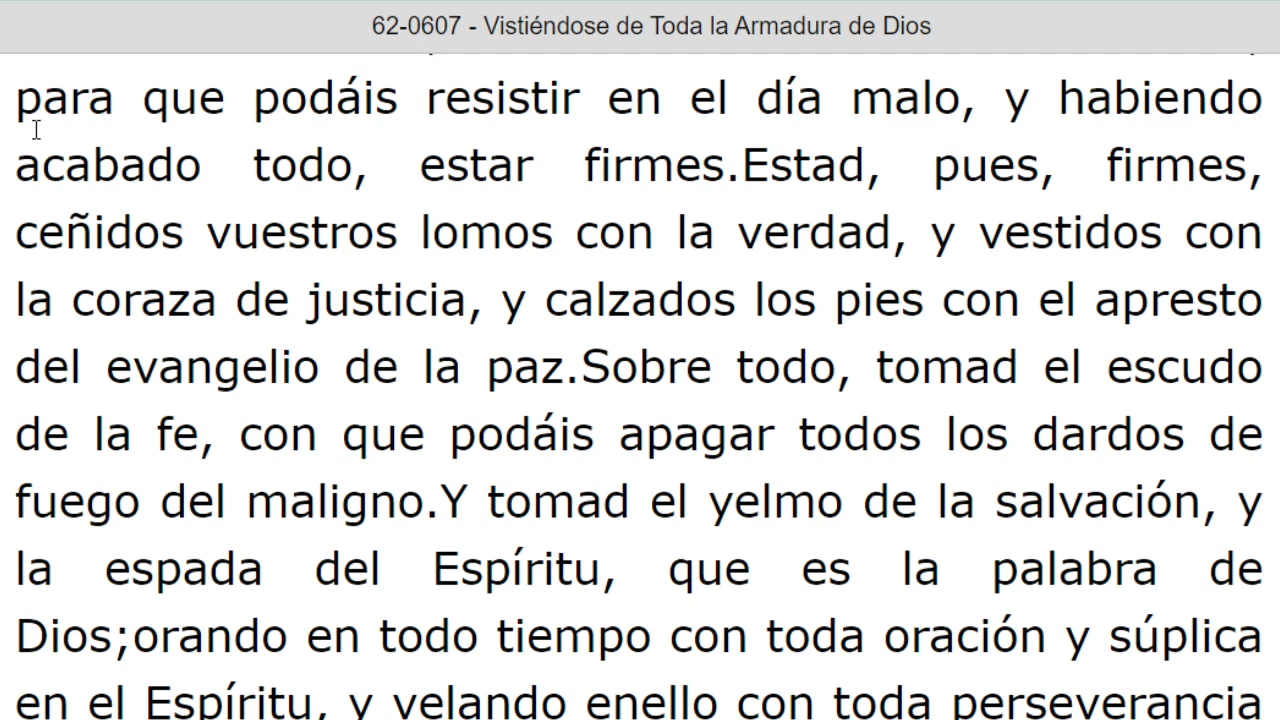 62-0607 - Vistiéndose de Toda la Armadura de Dios
para que podáis resistir en el día malo, y habiendo
acabado todo, estar firmes.Estad, pues, firmes,
ceñidos vuestros lomos con la verdad, y vestidos con
la coraza de justicia, y calzados los pies con el apresto
del evangelio de la paz.Sobre todo, tomad el escudo
de la fe, con que podáis apagar todos los dardos de
fuego del maligno.Y tomad el yelmo de la salvación, y
la espada del Espíritu, que es la palabra de
Dios;orando en todo tiempo con toda oración y súplica
en el Espíritu, y velando enello con toda perseverancia